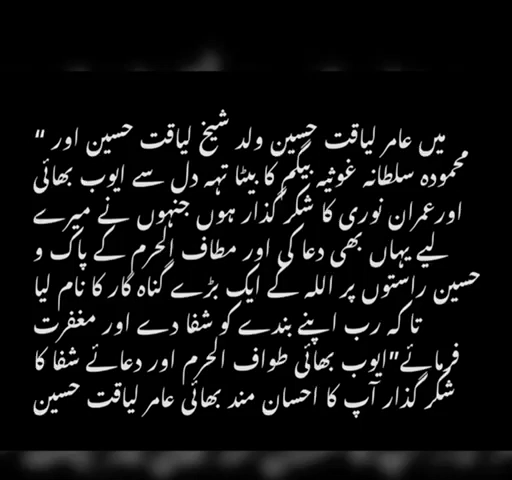 " میں عامر لیاقت حسین ولد شیخ لیاقت حسین اور
محمودہ سلطانہ غوثیہ بیگم کا بیٹا تہہ دل سے ایوب بھائی
اورعمران نوری کا شکر گذار ہوں جنہوں نے میرے
لیے یہاں بھی دعا کی اور مطاف الحرم کے پاک و
حسین راستوں پر اللہ کے ایک بڑے گناہ گار کا نام لیا
تا کہ رب اپنے بندے کو شفا دے اور مغفرت
فرمائے"ایوب بھائی طواف الحرم اور دعائے شفا کا
شکر گذار آپ کا احسان مند بھائی عامر لیاقت حسین